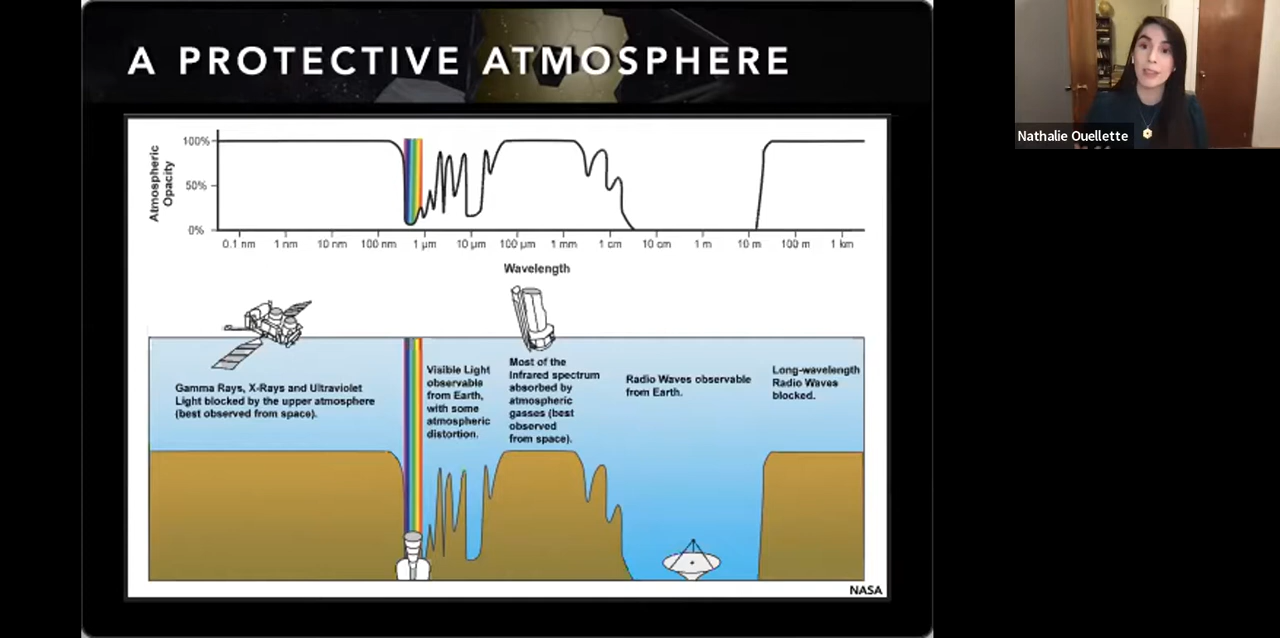 A PROTECTIVE ATMOSPHERE
Nathalie Ouellette
Atmospheric
Opacity
100%
50%
0%
0.1 nm 1 nm 10 nm 100 nm 1 µm 10 µm 100 µm 1 mm 1 cm 10 cm 1 m 10 m 100 m 1 km
Wavelength
Gamma Rays, X-Rays and Ultraviolet
Light blocked by the upper atmosphere
(best observed from space).
Visible Light
observable
from Earth,
with some
atmospheric
distortion.
Most of the
Infrared spectrum
absorbed by
atmospheric
gasses (best
observed
from space).
Radio Waves observable
from Earth.
Long-wavelength
Radio Waves
blocked.
NASA